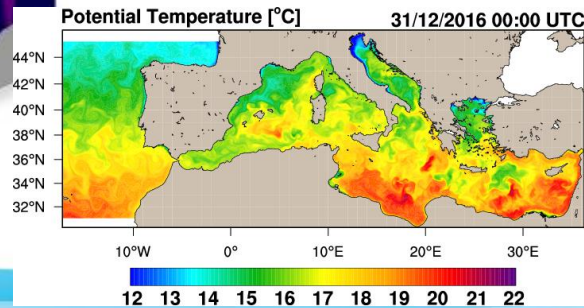 Potential Temperature [°C] 31/12/2016 00:00 UTC
44°N
42°N
40°N
38°N
36°N
34°N
32°N
10°W 0° 10°E 20°E 30°E
12 13 14 15 16 17 18 19 20 21 22